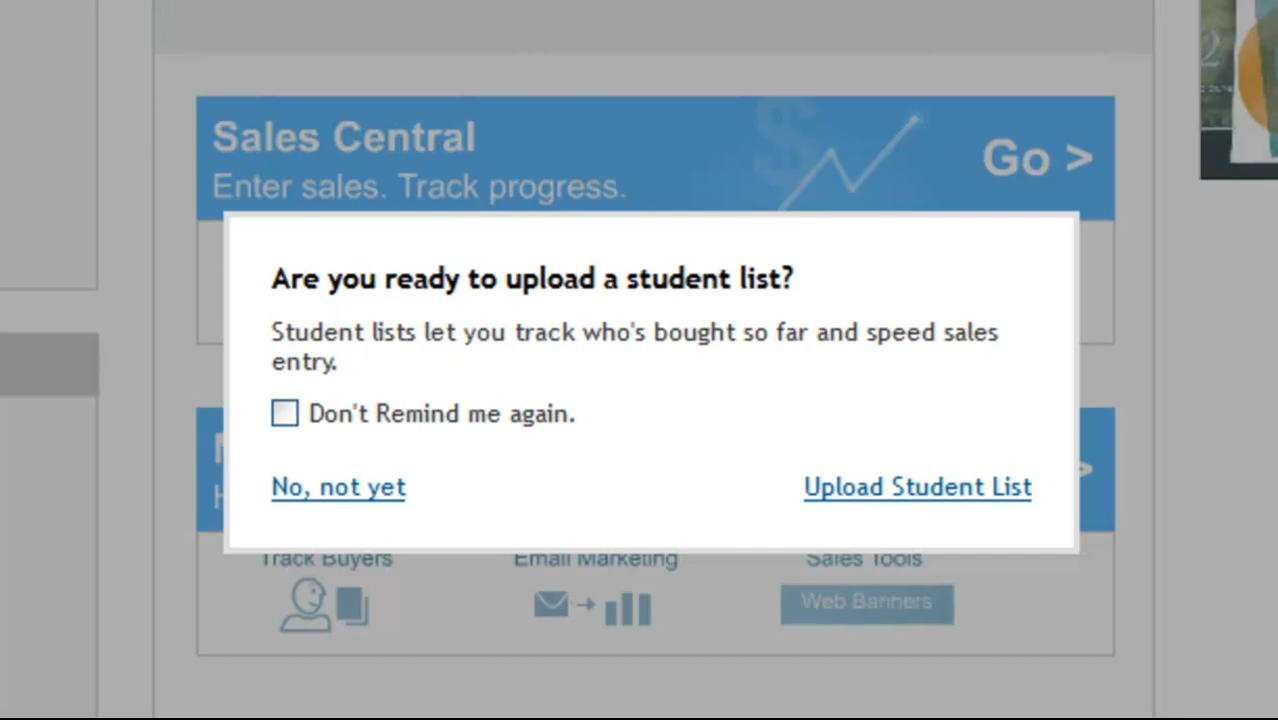 Sales Central
Enter sales. Track progress.
Go >
Are you ready to upload a student list?
Student lists let you track who's bought so far and speed sales
entry.
Don't Remind me again.
No, not yet
Upload Student List
Track Buyers
Email Marketing
Sales Tools
Web Banners